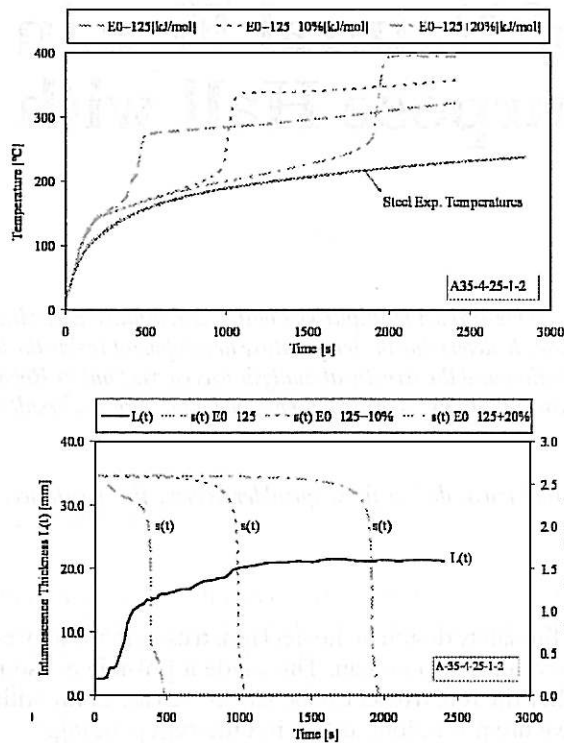 E0-125[kJ/mol] E0-125 10%[kJ/mol] E0-125+20%[kJ/mol]
400
300
200
100
0
Temperature [°C]
Steel Exp. Temperatures
A35-4-25-1-2
0 500 1000 1500 2000 2500 3000
Time [s]
L(t) s(t) E0 125 s(t) E0 125-10% s(t) E0 125+20%
40.0
30.0
20.0
10.0
0.0
Intumescence Thickness L(t) [mm]
s(t) s(t) s(t)
L(t)
A-35-4-25-1-2
3.0
2.5
2.0
1.5
1.0
0.5
0.0
0 500 1000 1500 2000 2500 3000
Time [s]